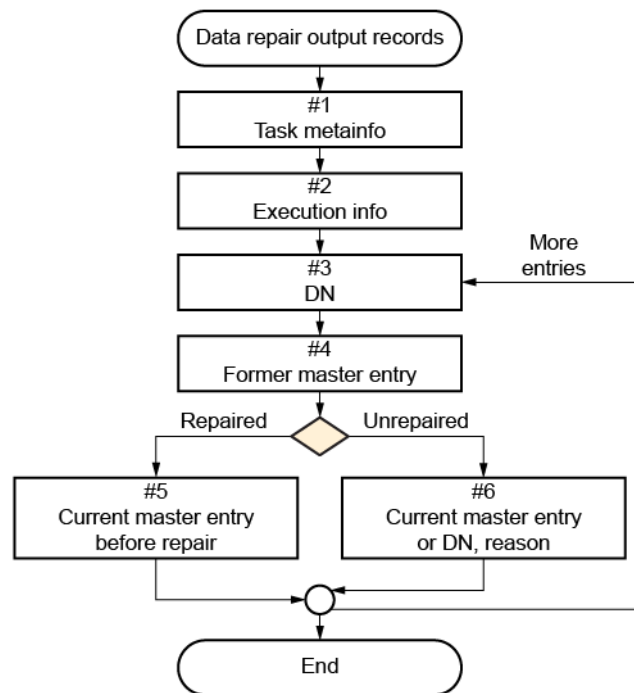 Data repair output records
#1
Task metainfo
#2
Execution info
More
entries
#3
DN
#4
Former master entry
Repaired
Unrepaired
#5
Current master entry
before repair
#6
Current master entry
or DN, reason
End